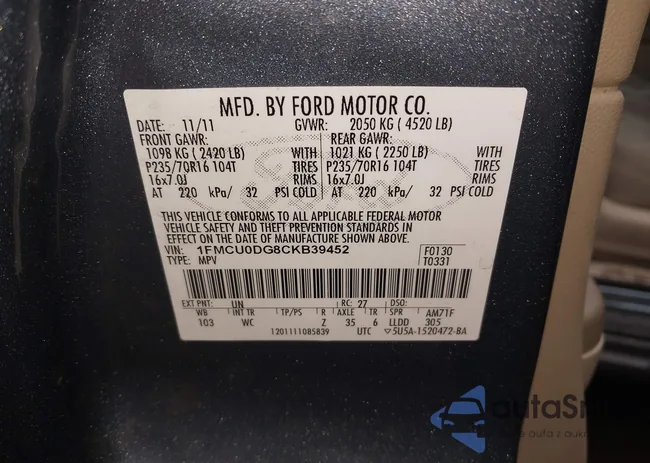 MFD. BY FORD MOTOR CO.
DATE: 11/11 GVWR: 2050 KG ( 4520 LB)
FRONT GAWR: REAR GAWR:
1098 KG ( 2420 LB) WITH 1021 KG ( 2250 LB) WITH
P235/70R16 104T TIRES P235/70R16 104T TIRES
16x7.0J RIMS 16x7.0J RIMS
AT 220 kPa/ 32 PSI COLD AT 220 kPa/ 32 PSI COLD
THIS VEHICLE CONFORMS TO ALL APPLICABLE FEDERAL MOTOR
VEHICLE SAFETY AND THEFT PREVENTION STANDARDS IN
EFFECT ON THE DATE OF MANUFACTURE SHOWN ABOVE.
VIN: 1FMCU0DG8CKB39452 F0130
TYPE: MPV T0331
EXT PNT: UN RC: 27 DSO:
WB INT TR TP/PS R AXLE TR SPR AM71F
103 WC Z 35 6 LLDD 305
1201111085839 UTC ▽5U5A-1520472-BA